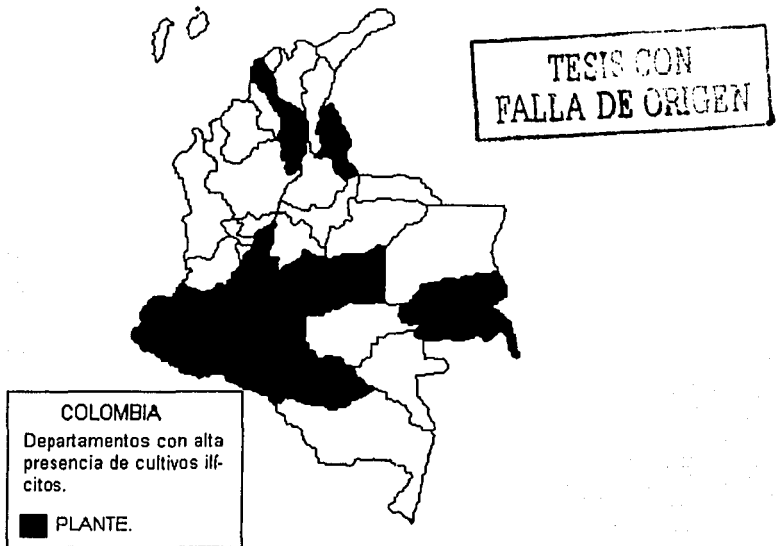 TESIS CON
FALLA DE ORIGEN
COLOMBIA
Departamentos con alta
presencia de cultivos ilí-
citos.
PLANTE.